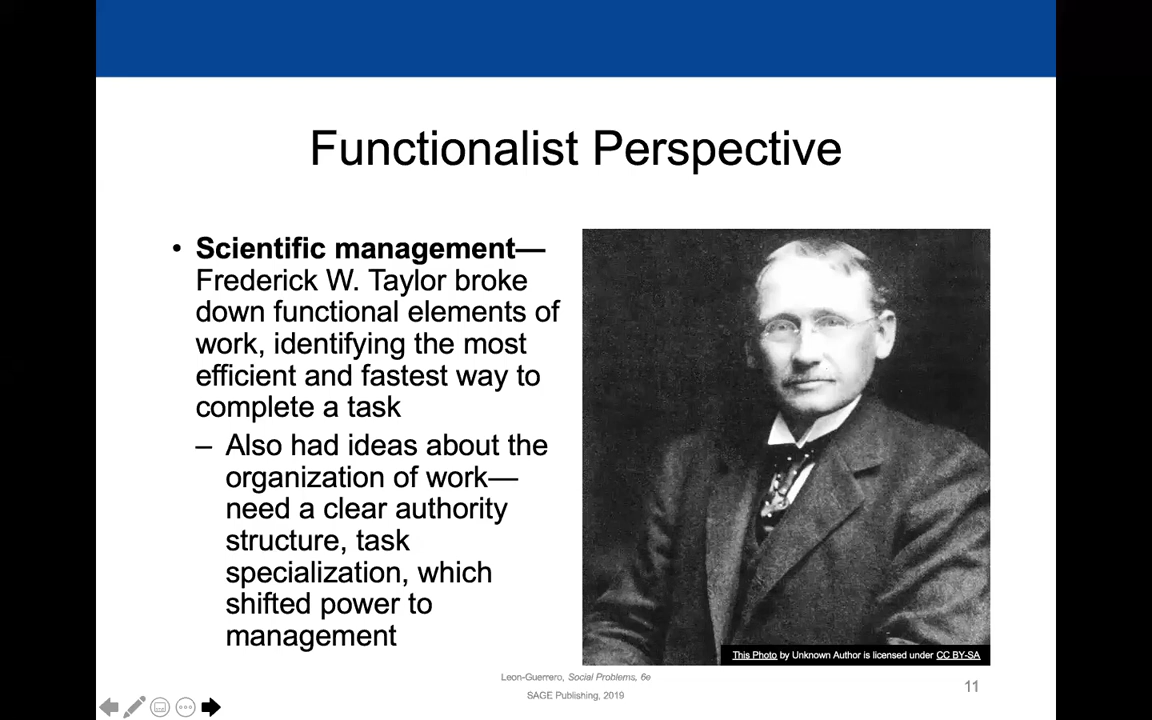 Functionalist Perspective
• Scientific management—
Frederick W. Taylor broke
down functional elements of
work, identifying the most
efficient and fastest way to
complete a task
– Also had ideas about the
organization of work—
need a clear authority
structure, task
specialization, which
shifted power to
management
This Photo by Unknown Author is licensed under CC BY-SA
Leon-Guerrero, Social Problems, 6e
SAGE Publishing, 2019
11